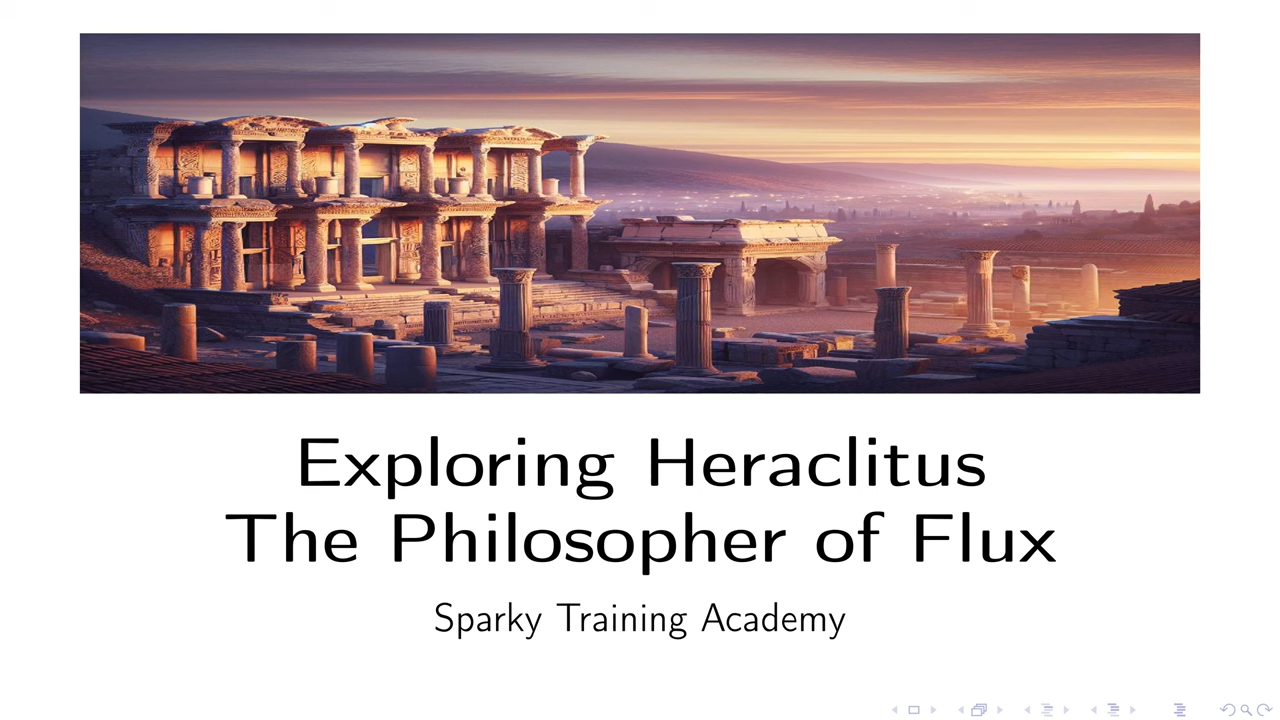 Exploring Heraclitus
The Philosopher of Flux
Sparky Training Academy